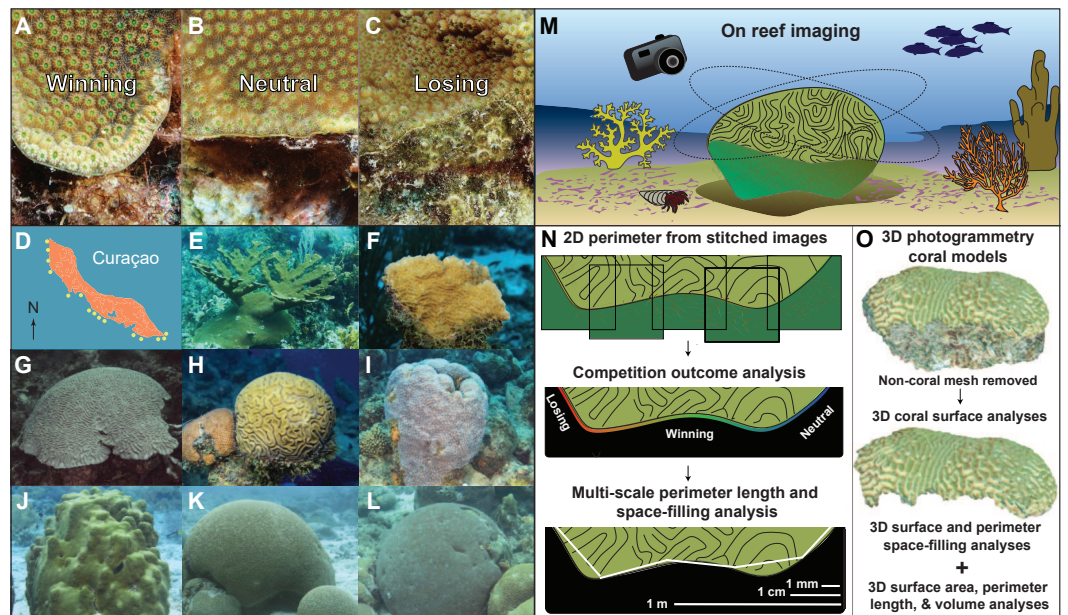 A
Winning
B
Neutral
C
Losing
D
Curaçao
N
E
F
G
H
I
J
K
L
M
On reef imaging
N
2D perimeter from stitched images
Competition outcome analysis
Losing
Winning
Neutral
Multi-scale perimeter length and
space-filling analysis
1 mm
1 cm
1 m
O
3D photogrammetry
coral models
Non-coral mesh removed
3D coral surface analyses
3D surface and perimeter
space-filling analyses
+
3D surface area, perimeter
length, & volume analyses